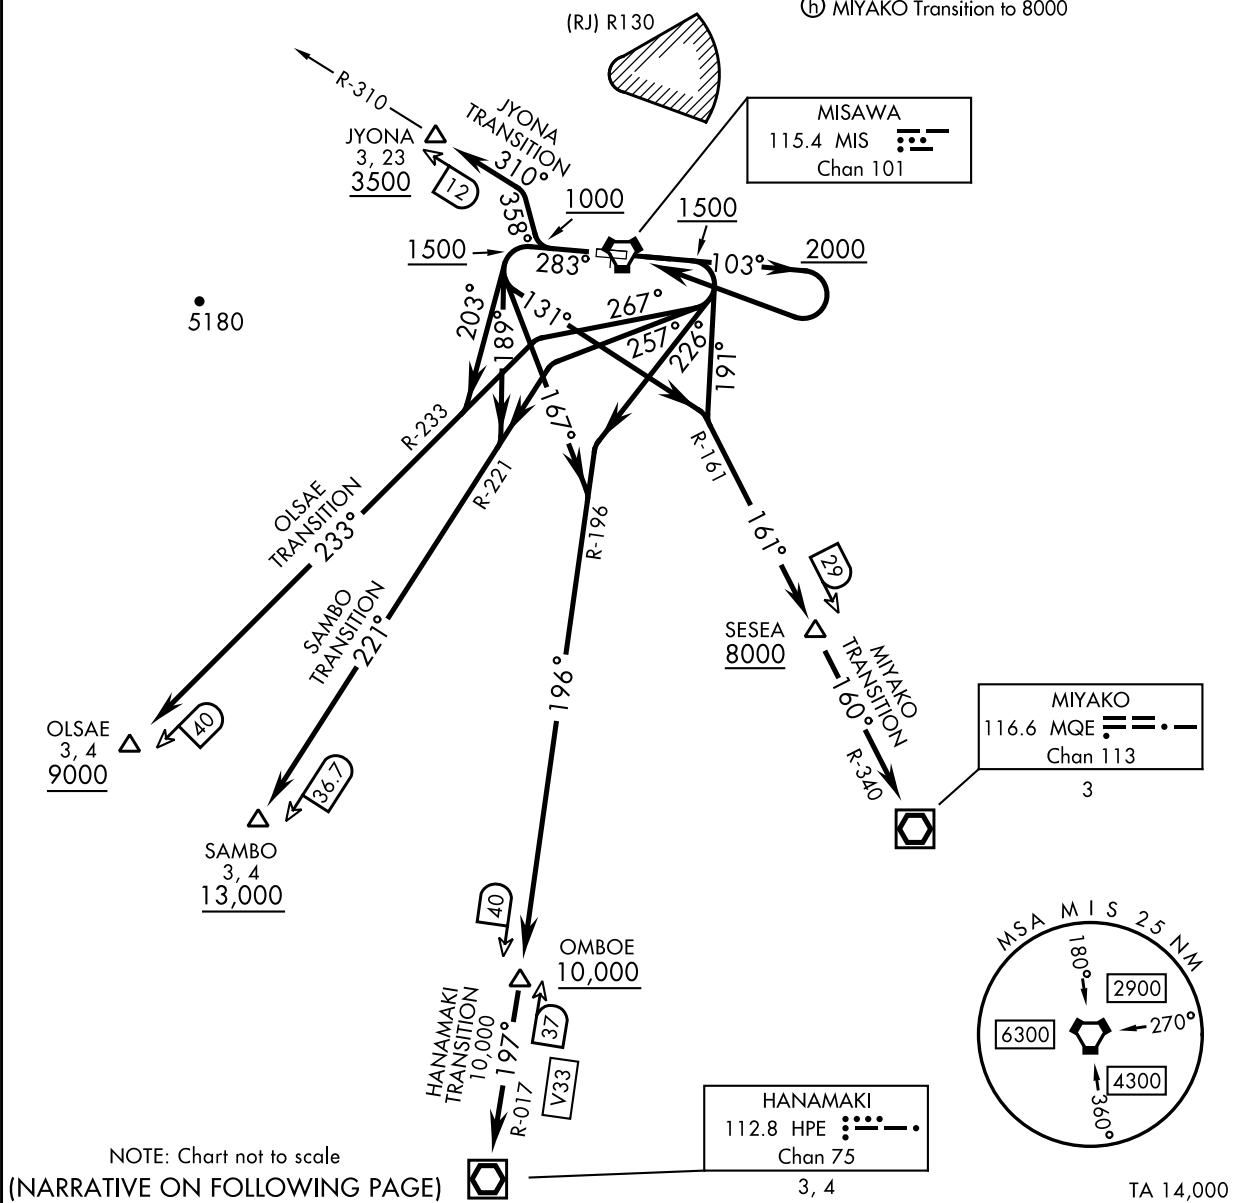 ⓗ MIYAKO Transition to 8000
(RJ) R130
R-310
JYONA
TRANSITION
310°
JYONA
3, 23
3500
12
358°
MISAWA
115.4 MIS
Chan 101
1000
1500
1500
283°
103°
2000
5180
203°
189°
131°
267°
257°
226°
191°
167°
R-233
R-221
R-196
R-161
OLSAE
TRANSITION
233°
SAMBO
TRANSITION
221°
196°
161°
29
SESEA
8000
MIYAKO
TRANSITION
160°
R-340
MIYAKO
116.6 MQE
Chan 113
3
OLSAE
3, 4
9000
40
36.7
SAMBO
3, 4
13,000
40
OMBOE
10,000
HANAMAKI
TRANSITION
10,000
197°
37
V33
R-017
HANAMAKI
112.8 HPE
Chan 75
3, 4
MSA MIS 25 NM
180°
2900
6300
270°
4300
360°
NOTE: Chart not to scale
(NARRATIVE ON FOLLOWING PAGE)
TA 14,000